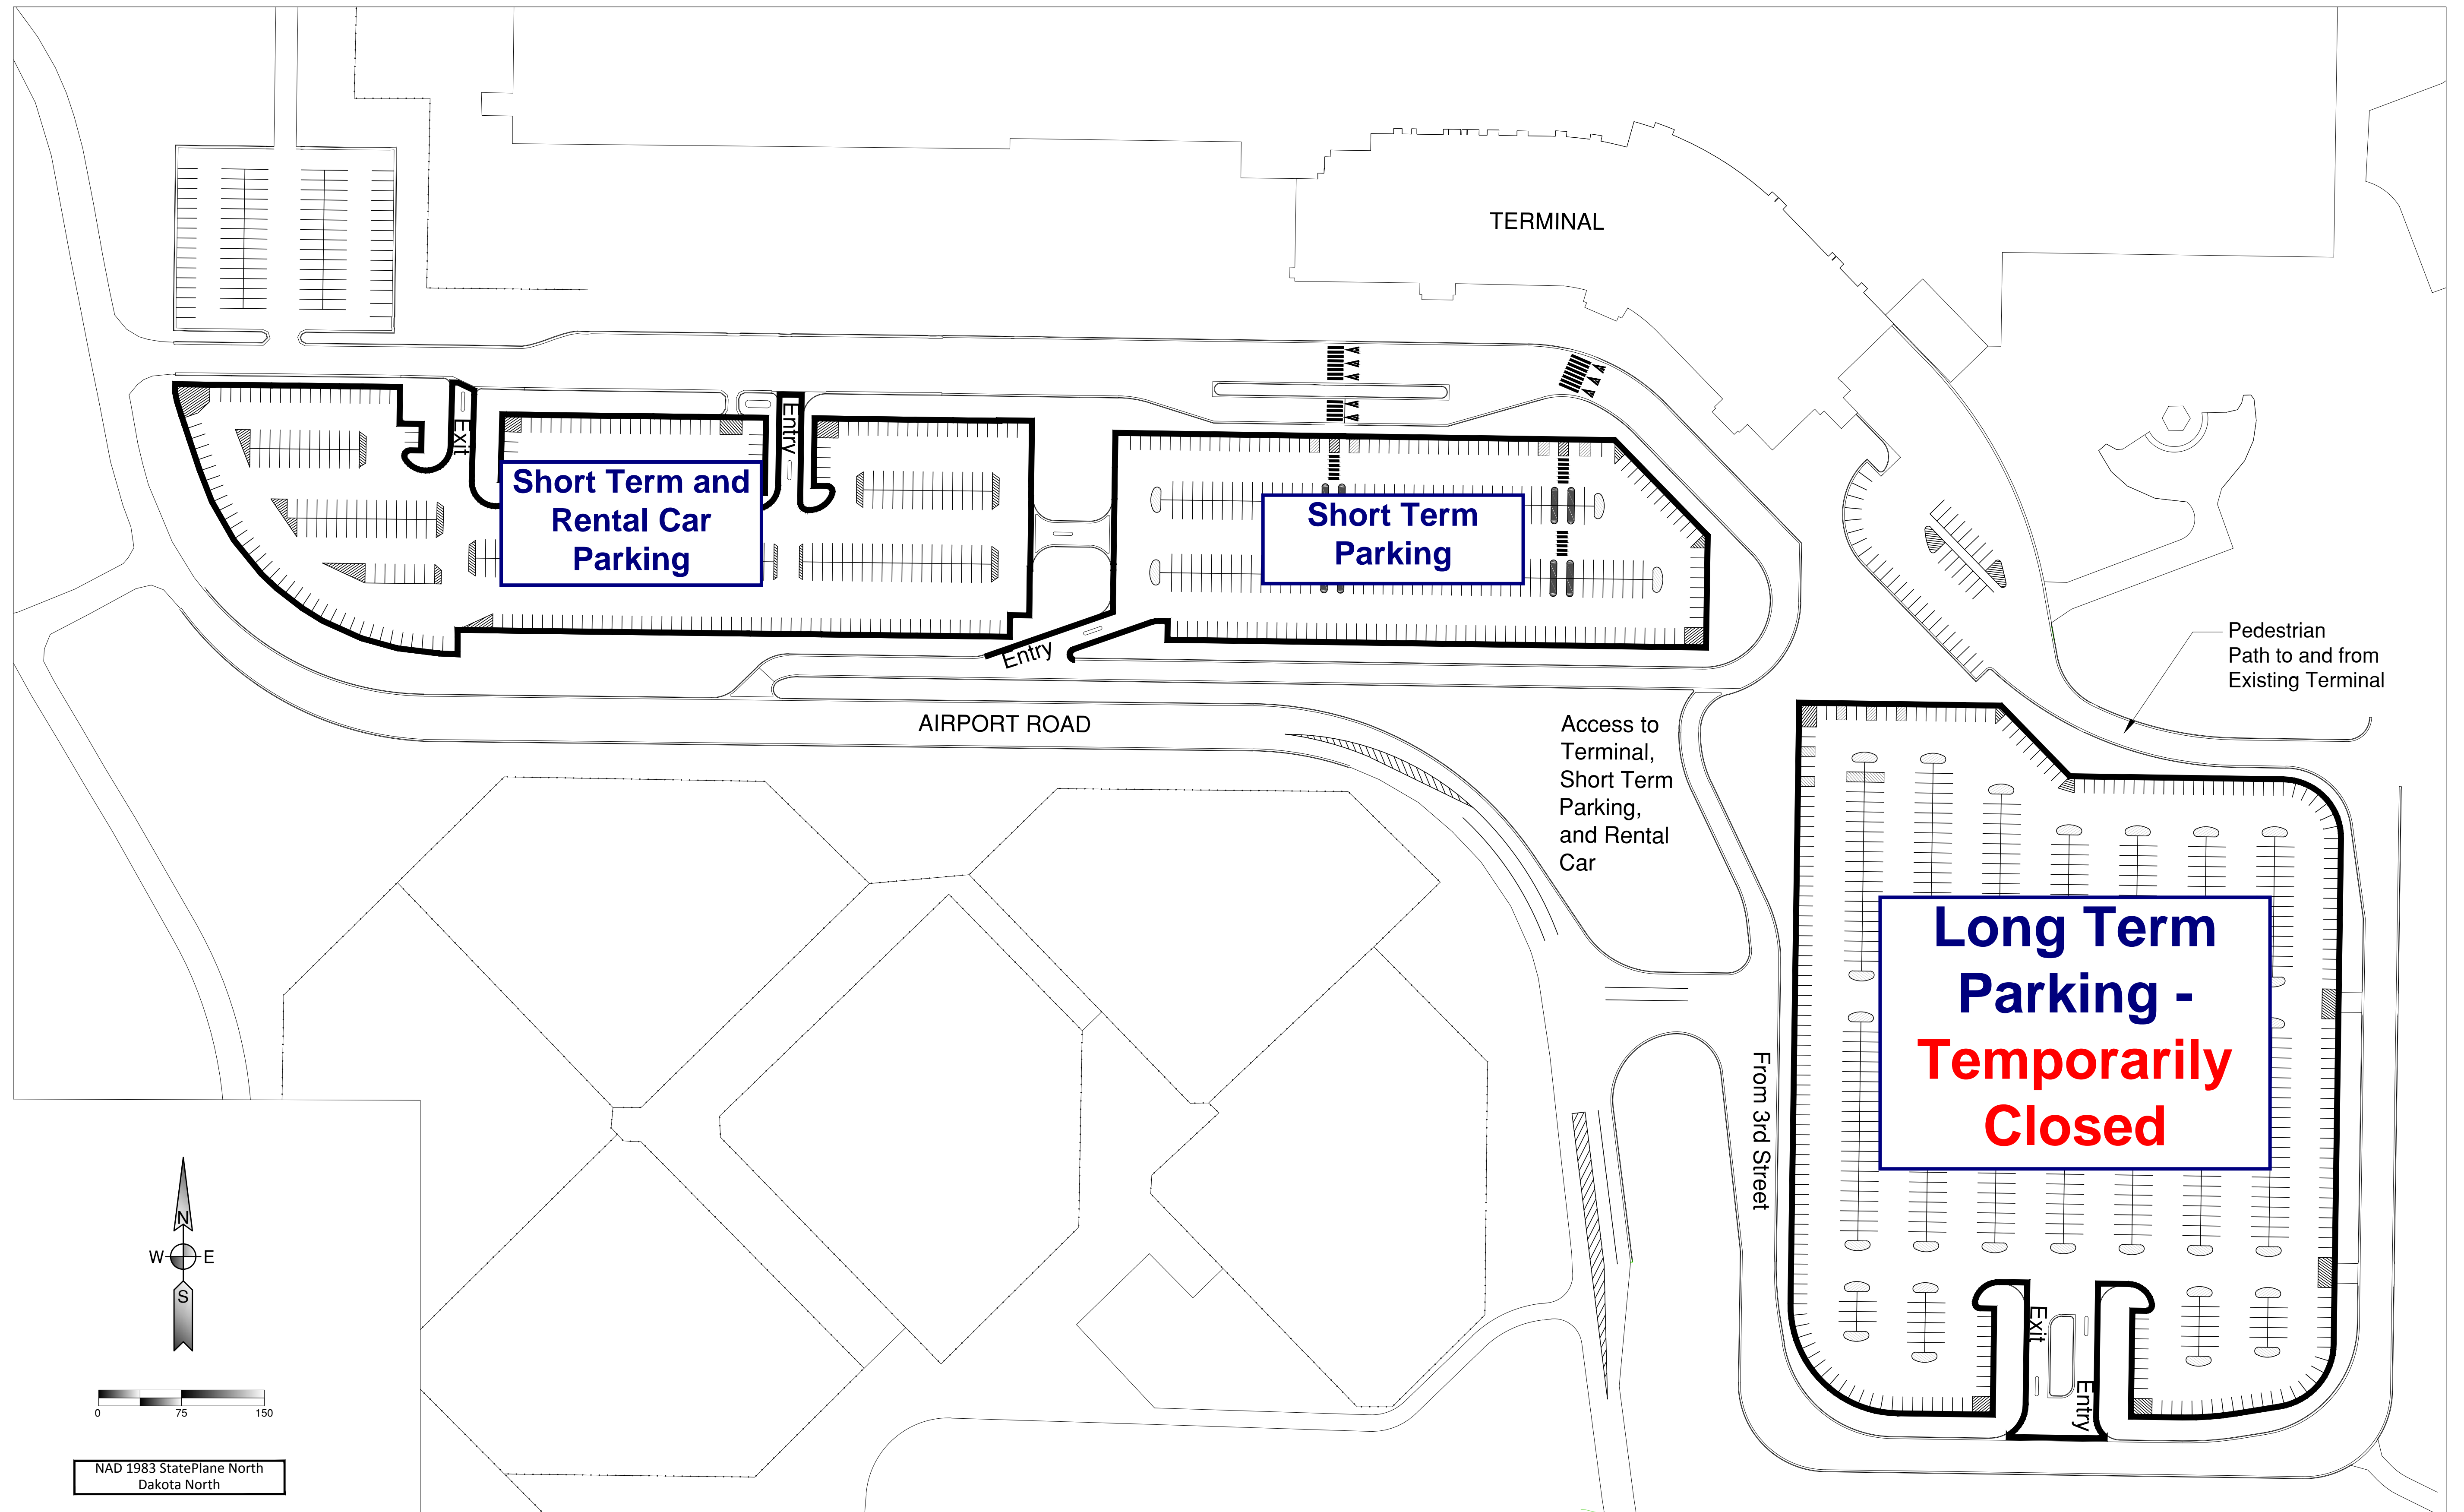 TERMINAL
Exit
Entry
Short Term and
Rental Car
Parking
Short Term
Parking
Entry
Pedestrian
Path to and from
Existing Terminal
AIRPORT ROAD
Access to
Terminal,
Short Term
Parking,
and Rental
Car
Long Term
Parking -
Temporarily
Closed
From 3rd Street
Exit
Entry
N
W
E
S
0
75
150
NAD 1983 StatePlane North
Dakota North